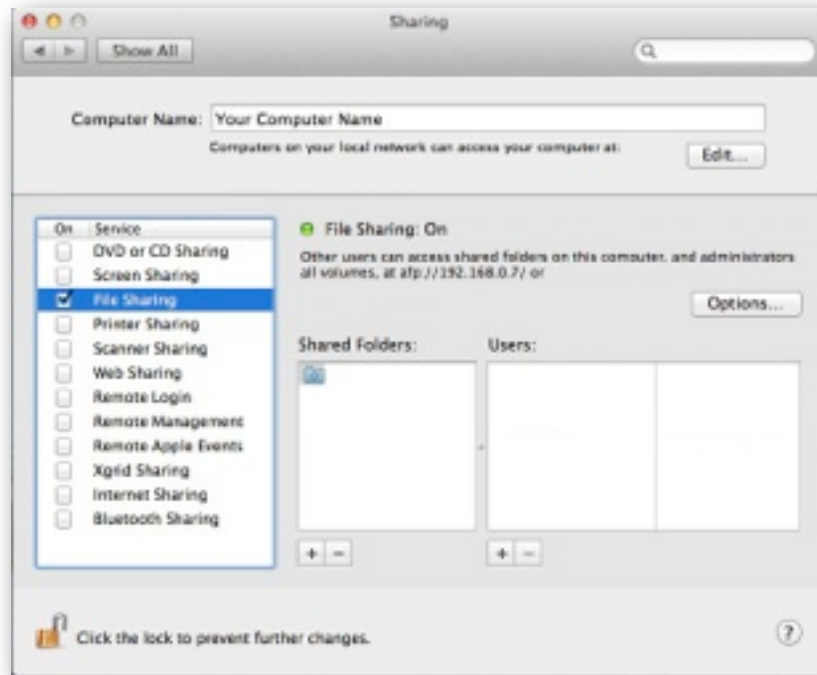 Sharing
Show All
Computer Name: Your Computer Name
Computers on your local network can access your computer at:
Edit...
On Service
DVD or CD Sharing
Screen Sharing
File Sharing
Printer Sharing
Scanner Sharing
Web Sharing
Remote Login
Remote Management
Remote Apple Events
Xgrid Sharing
Internet Sharing
Bluetooth Sharing
File Sharing: On
Other users can access shared folders on this computer, and administrators
all volumes, at afp://192.168.0.7/ or
Options...
Shared Folders: Users:
+ − + −
Click the lock to prevent further changes.
?